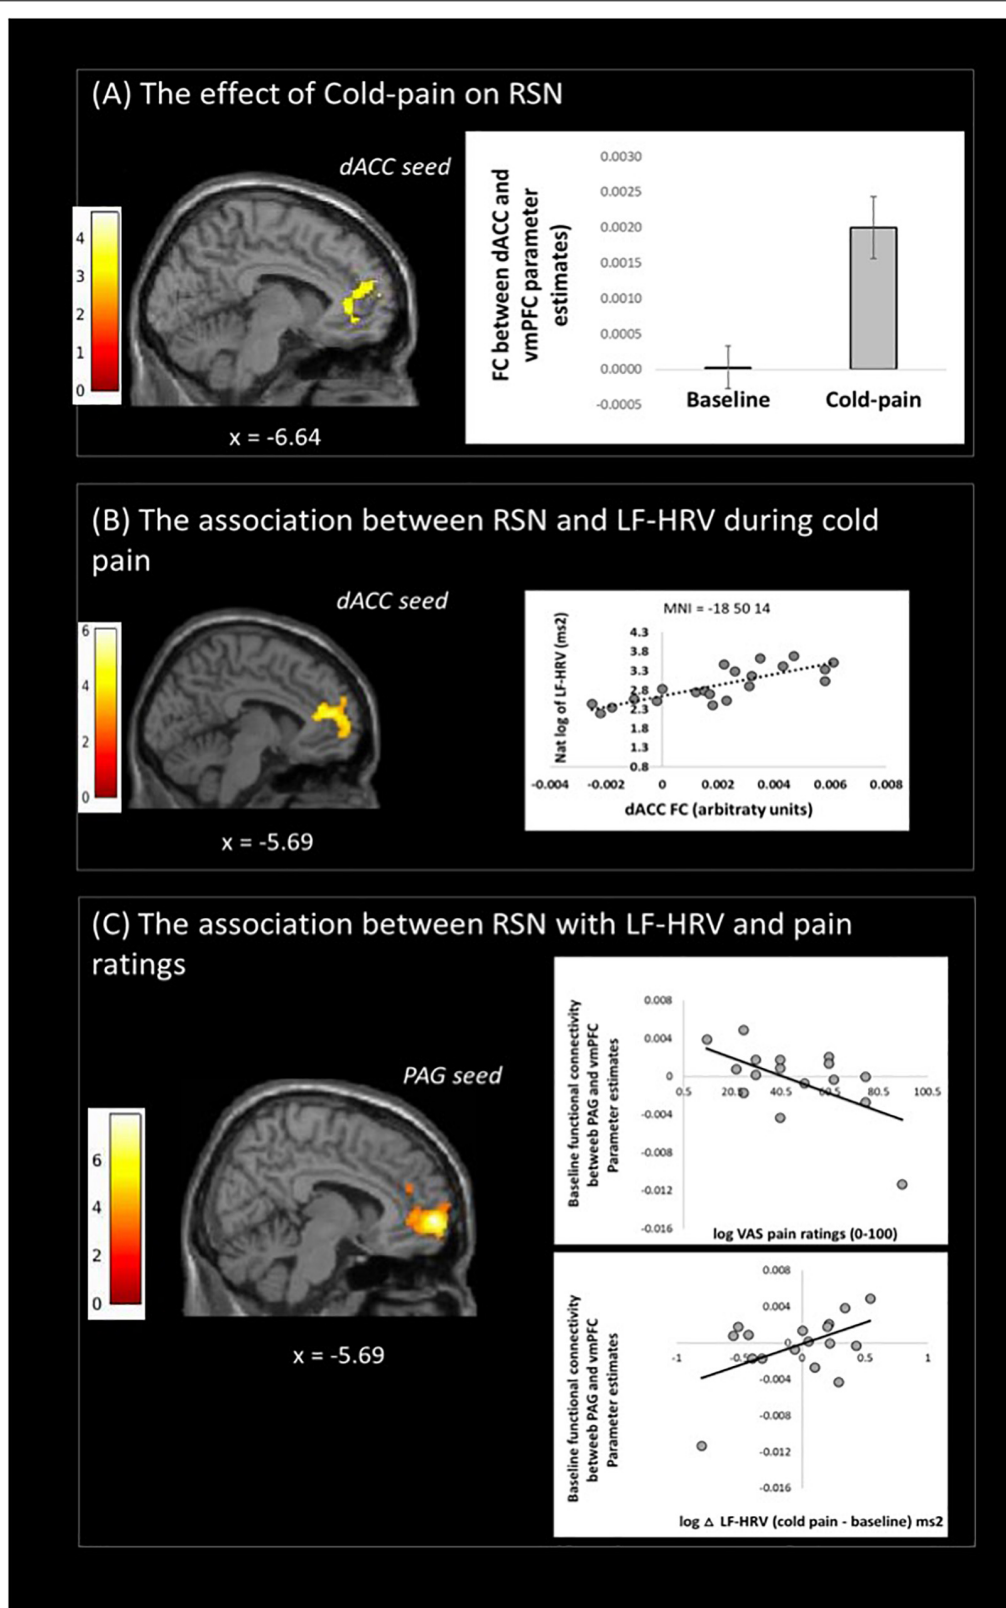 (A) The effect of Cold-pain on RSN
dACC seed
4
3
2
1
0
x = -6.64
FC between dACC and
vmPFC parameter
estimates)
0.0030
0.0025
0.0020
0.0015
0.0010
0.0005
0.0000
-0.0005
Baseline
Cold-pain
(B) The association between RSN and LF-HRV during cold
pain
dACC seed
6
4
2
0
x = -5.69
MNI = -18 50 14
Nat log of LF-HRV (ms2)
4.3
3.8
3.3
2.8
2.3
1.8
1.3
0.8
-0.004 -0.002 0 0.002 0.004 0.006 0.008
dACC FC (arbitraty units)
(C) The association between RSN with LF-HRV and pain
ratings
PAG seed
6
4
2
0
x = -5.69
Baseline functional connectivity
betweeb PAG and vmPFC
Parameter estimates
0.008
0.004
0
-0.004
-0.008
-0.012
-0.016
0.5 20.5 40.5 60.5 80.5 100.5
log VAS pain ratings (0-100)
Baseline functional connectivity
betweeb PAG and vmPFC
Parameter estimates
0.008
0.004
0
-0.004
-0.008
-0.012
-0.016
-1 -0.5 0 0.5 1
log Δ LF-HRV (cold pain - baseline) ms2